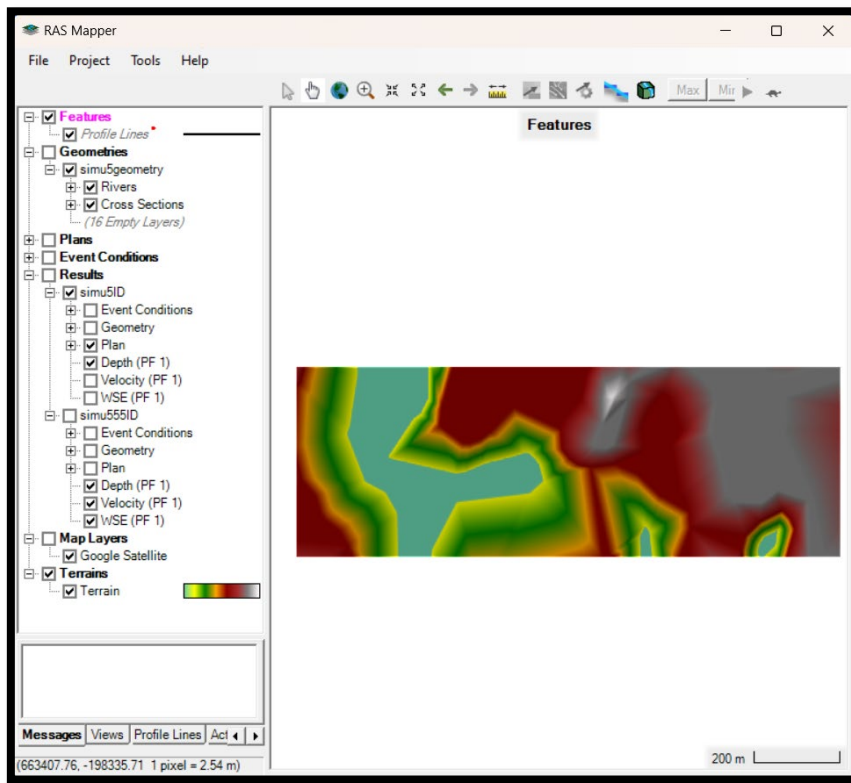 RAS Mapper
File Project Tools Help
Max Mir
Features
Profile Lines
Geometries
simu5geometry
Rivers
Cross Sections
(16 Empty Layers)
Plans
Event Conditions
Results
simu5ID
Event Conditions
Geometry
Plan
Depth (PF 1)
Velocity (PF 1)
WSE (PF 1)
simu555ID
Event Conditions
Geometry
Plan
Depth (PF 1)
Velocity (PF 1)
WSE (PF 1)
Map Layers
Google Satellite
Terrains
Terrain
Features
Messages Views Profile Lines Act
(663407.76, -198335.71 1 pixel = 2.54 m)
200 m